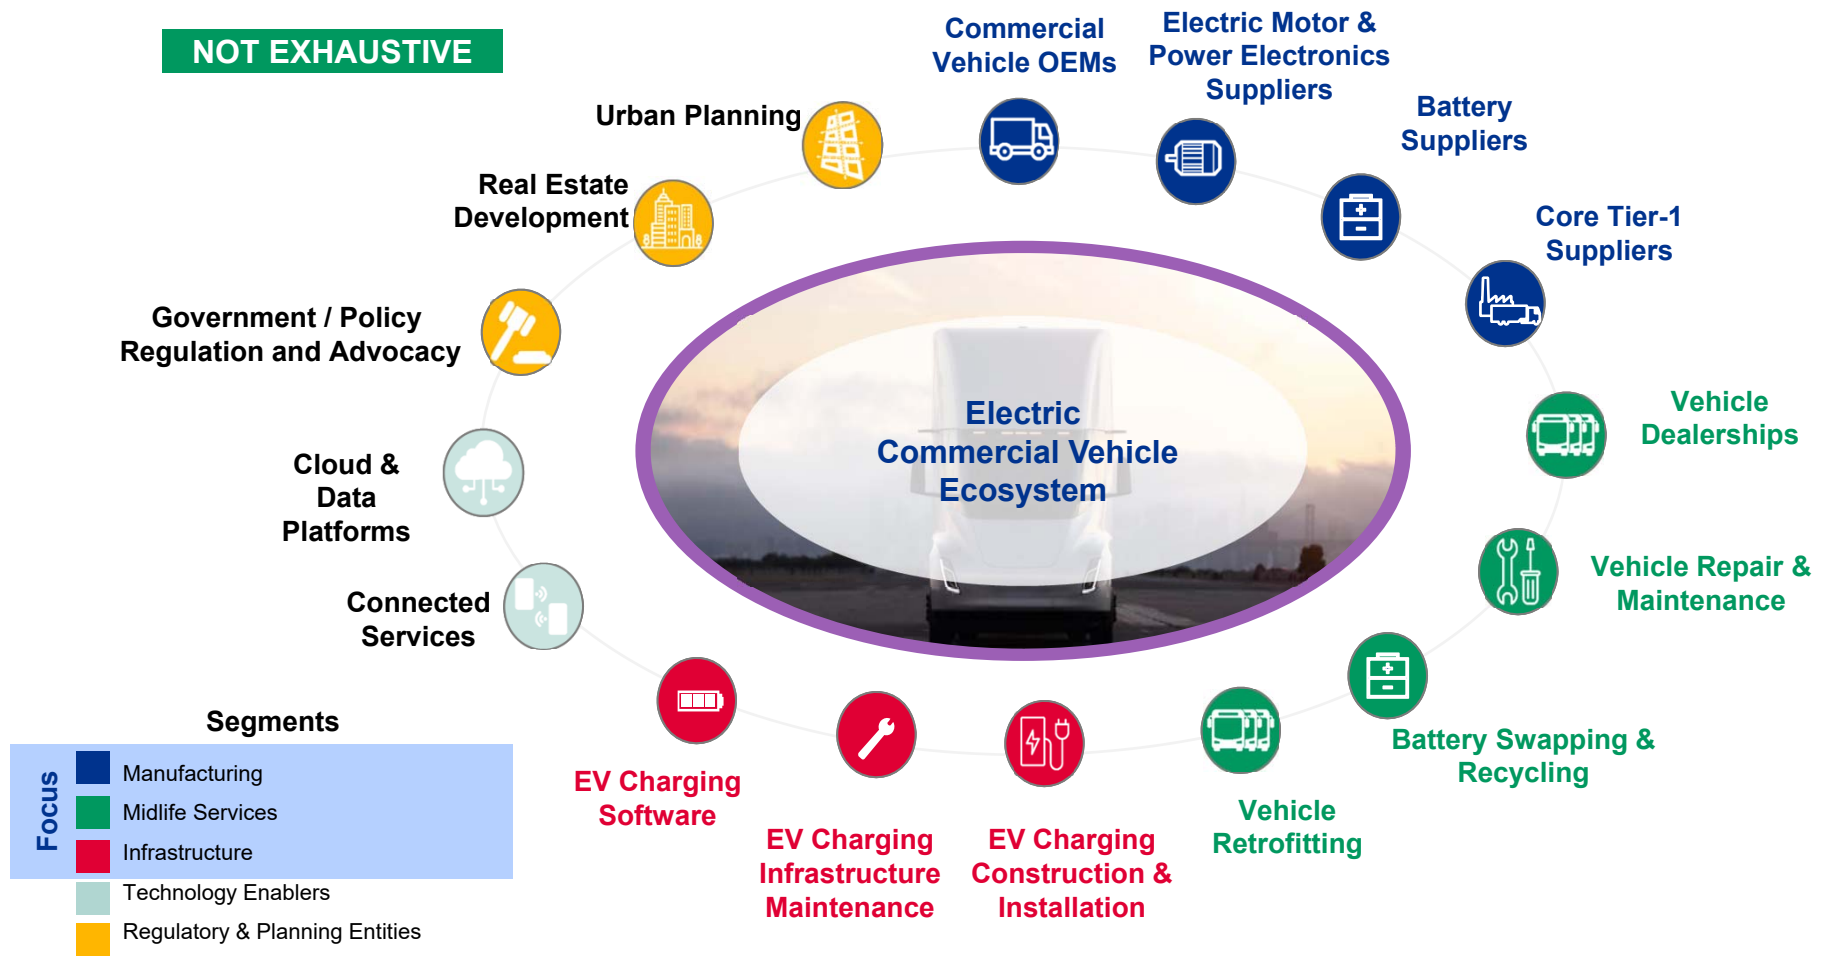 NOT EXHAUSTIVE
Commercial
Vehicle OEMs
Electric Motor &
Power Electronics
Suppliers
Battery
Suppliers
Core Tier-1
Suppliers
Vehicle
Dealerships
Vehicle Repair &
Maintenance
Battery Swapping &
Recycling
Vehicle
Retrofitting
EV Charging
Construction &
Installation
EV Charging
Infrastructure
Maintenance
EV Charging
Software
Connected
Services
Cloud &
Data
Platforms
Government / Policy
Regulation and Advocacy
Real Estate
Development
Urban Planning
Electric
Commercial Vehicle
Ecosystem
Segments
Focus
Manufacturing
Midlife Services
Infrastructure
Technology Enablers
Regulatory & Planning Entities